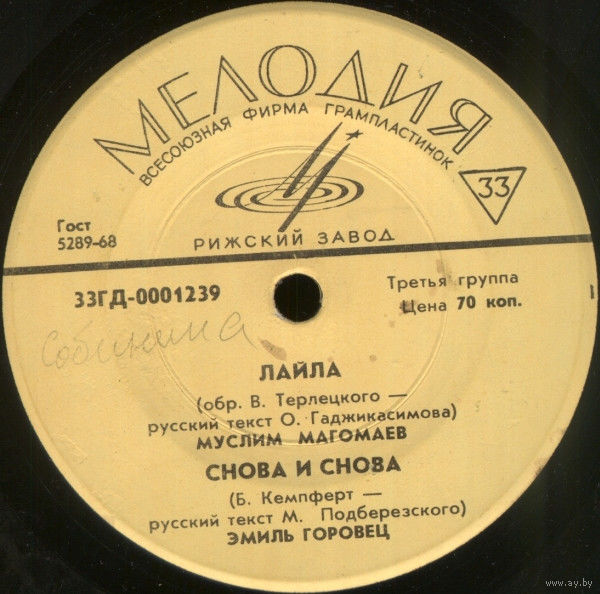 МЕЛОДИЯ
ВСЕСОЮЗНАЯ ФИРМА ГРАМПЛАСТИНОК
33
Гост
5289-68
РИЖСКИЙ ЗАВОД
33ГД-0001239
Третья группа
Цена 70 коп.
ЛАЙЛА
(обр. В. Терлецкого —
русский текст О. Гаджикасимова)
МУСЛИМ МАГОМАЕВ
СНОВА И СНОВА
(Б. Кемпферт —
русский текст М. Подберезского)
ЭМИЛЬ ГОРОВЕЦ
www.ay.by